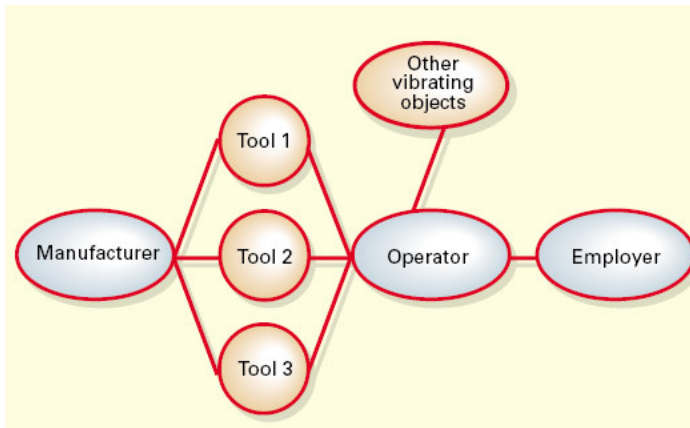 Other
vibrating
objects
Tool 1
Manufacturer
Tool 2
Operator
Employer
Tool 3